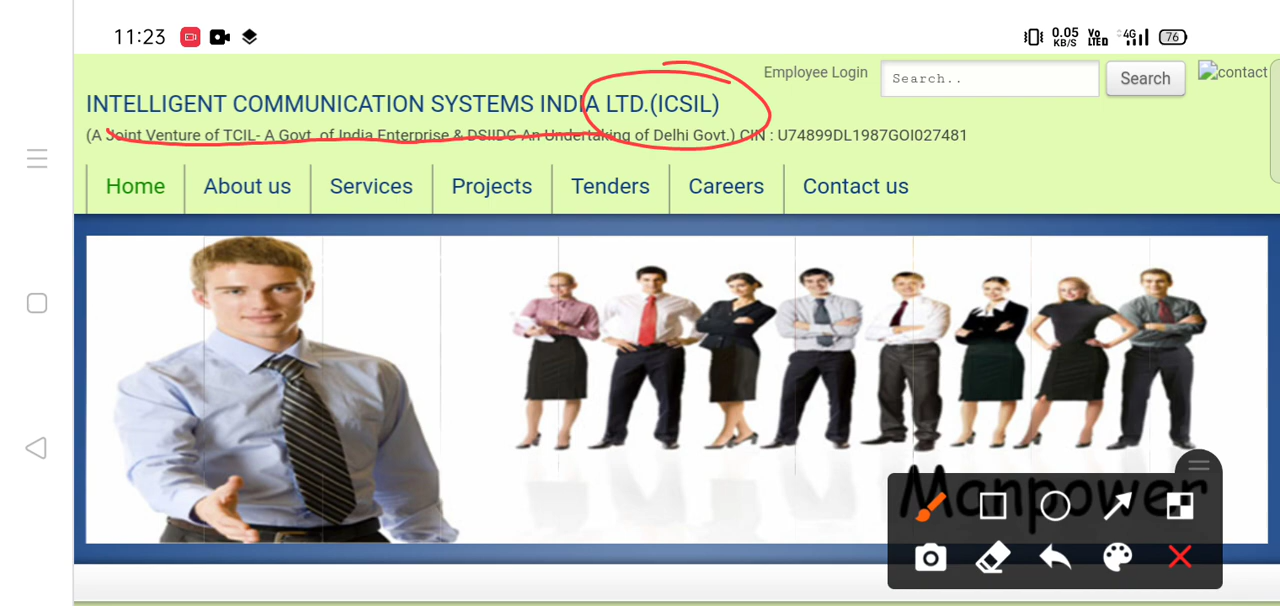 11:23 0.05 KB/S Vo LTE 4G 76
Employee Login Search.. Search contact
INTELLIGENT COMMUNICATION SYSTEMS INDIA LTD.(ICSIL)
(A Joint Venture of TCIL- A Govt. of India Enterprise & DSIIDC-An Undertaking of Delhi Govt.) CIN : U74899DL1987GOI027481
Home About us Services Projects Tenders Careers Contact us
Manpower